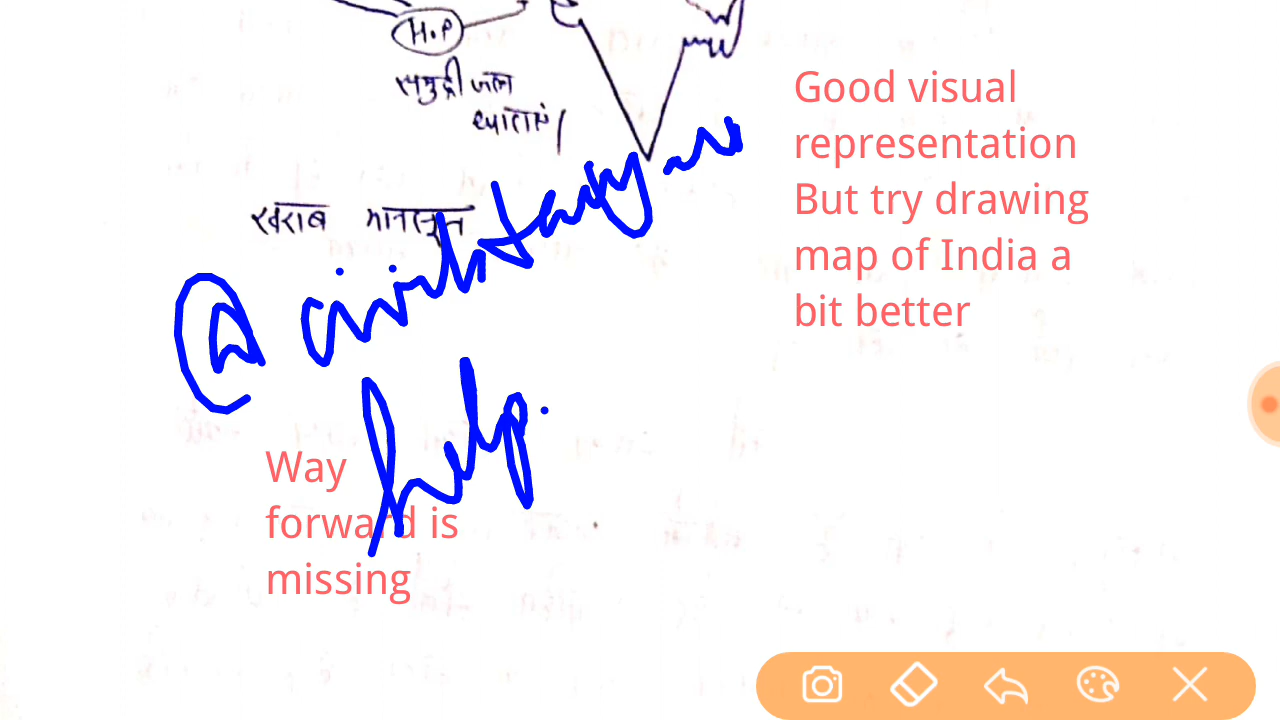 H.P
समुद्री जल
Good visual
representation
But try drawing
map of India a
bit better
खराब मानसून
@
help.
Way
forward is
missing